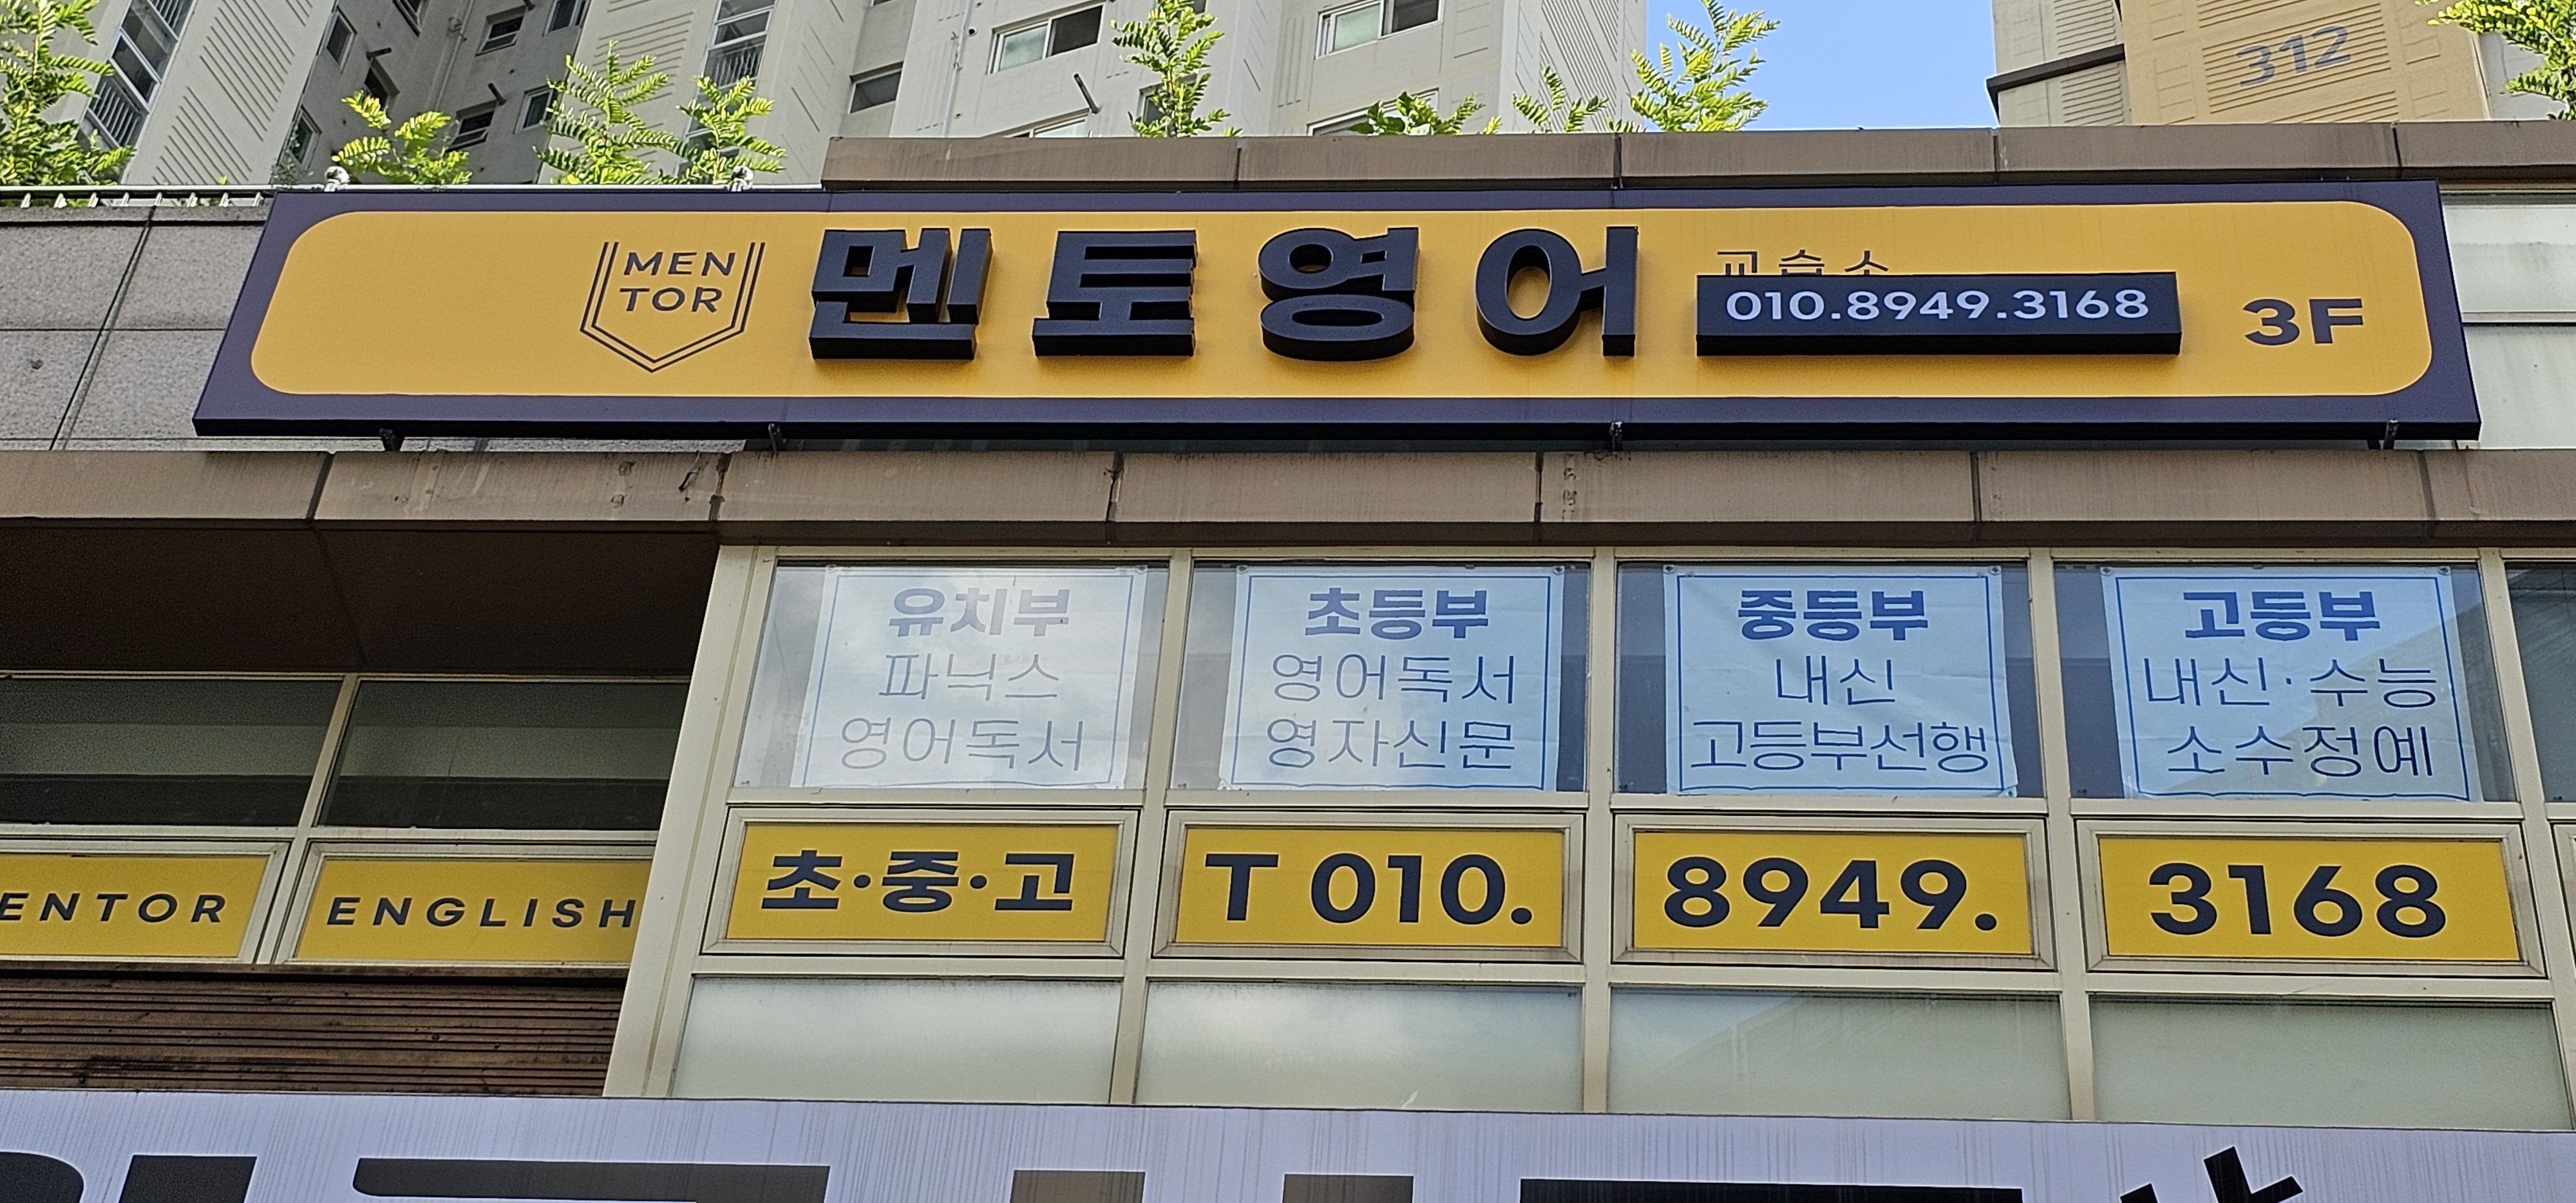 312
MEN
TOR
멘토영어
교습소
010.8949.3168
3F
유치부
파닉스
영어독서
초등부
영어독서
영자신문
중등부
내신
고등부선행
고등부
내신·수능
소수정예
ENTOR
ENGLISH
초·중·고
T 010.
8949.
3168